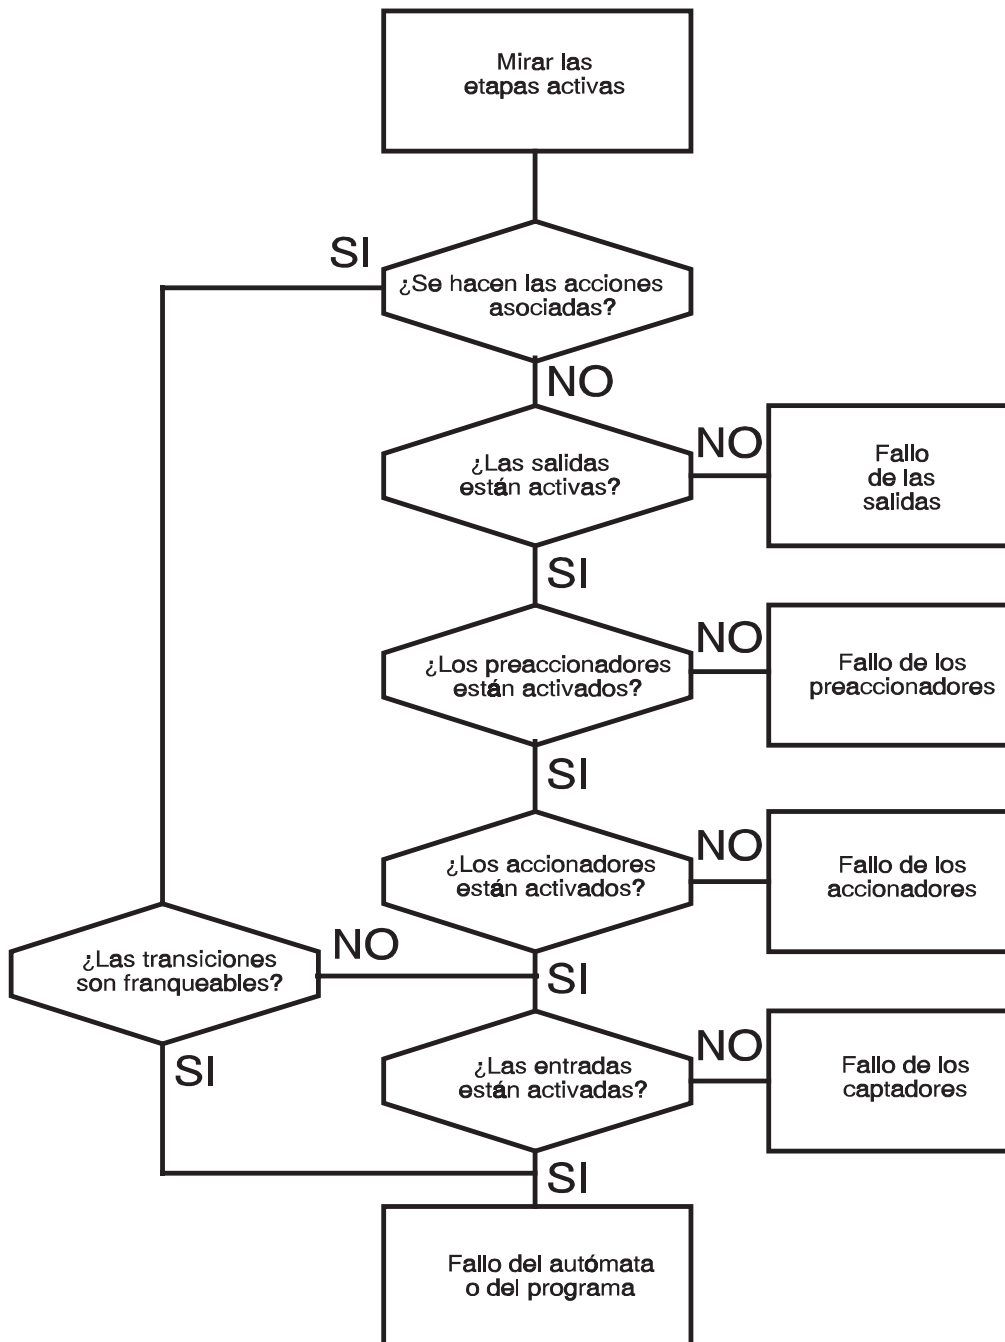 Mirar las
etapas activas
SI
¿Se hacen las acciones
asociadas?
NO
¿Las salidas
están activas?
NO
Fallo
de las
salidas
SI
¿Los preaccionadores
están activados?
NO
Fallo de los
preaccionadores
SI
¿Los accionadores
están activados?
NO
Fallo de los
accionadores
¿Las transiciones
son franqueables?
NO
SI
SI
¿Las entradas
están activadas?
NO
Fallo de los
captadores
SI
Fallo del autómata
o del programa